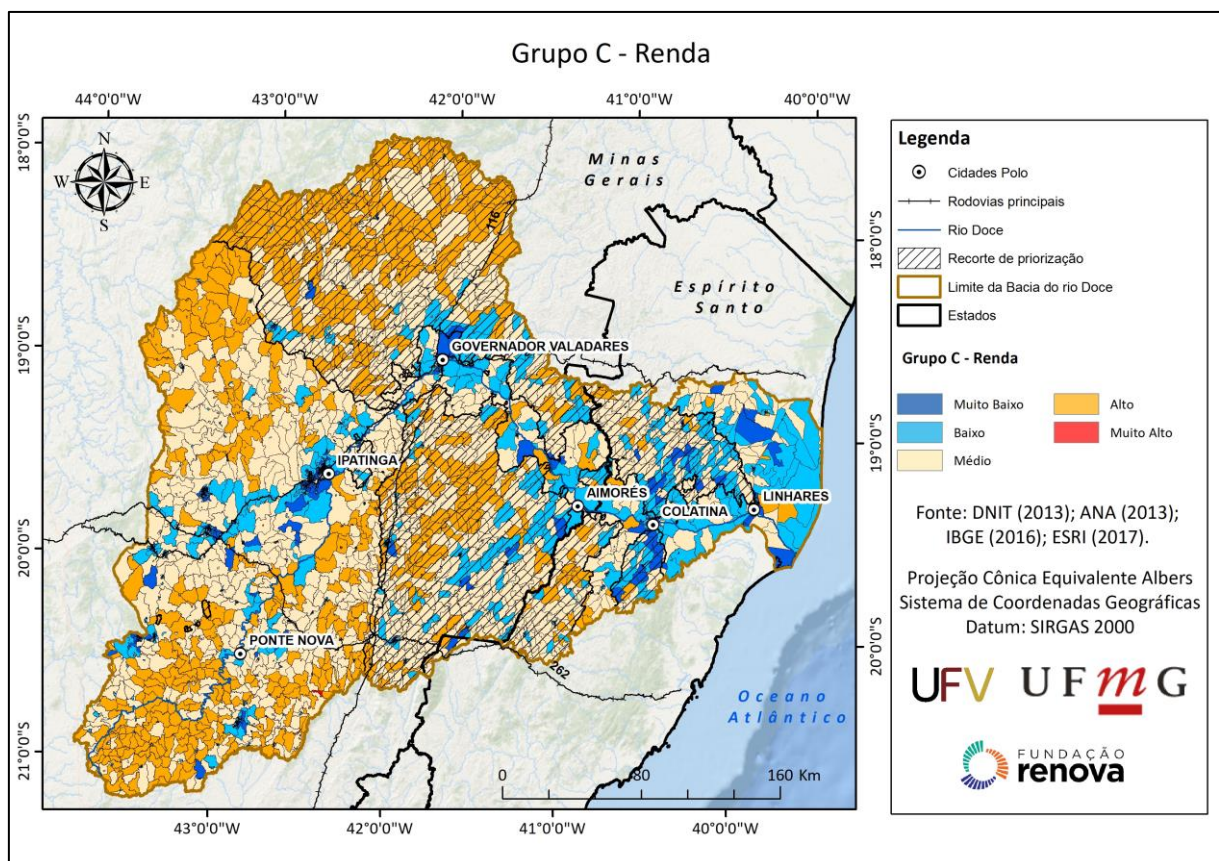 Grupo C - Renda
44°0'0"W 43°0'0"W 42°0'0"W 41°0'0"W 40°0'0"W
18°0'0"S
19°0'0"S
20°0'0"S
21°0'0"S
N
W E
S
Minas
Gerais
116
Espírito
Santo
GOVERNADOR VALADARES
IPATINGA
AIMORÉS
COLATINA
LINHARES
PONTE NOVA
262
Oceano
Atlântico
0 80 160 Km
18°0'0"S
19°0'0"S
20°0'0"S
43°0'0"W 42°0'0"W 41°0'0"W 40°0'0"W
Legenda
Cidades Polo
Rodovias principais
Rio Doce
Recorte de priorização
Limite da Bacia do rio Doce
Estados
Grupo C - Renda
Muito Baixo Alto
Baixo Muito Alto
Médio
Fonte: DNIT (2013); ANA (2013);
IBGE (2016); ESRI (2017).
Projeção Cônica Equivalente Albers
Sistema de Coordenadas Geográficas
Datum: SIRGAS 2000
UFV UFmG
FUNDAÇÃO
renova